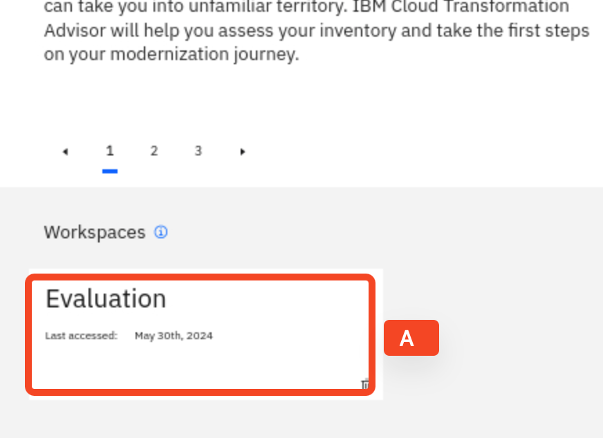 can take you into unfamiliar territory. IBM Cloud Transformation
Advisor will help you assess your inventory and take the first steps
on your modernization journey.
1 2 3
Workspaces
Evaluation
Last accessed: May 30th, 2024
A